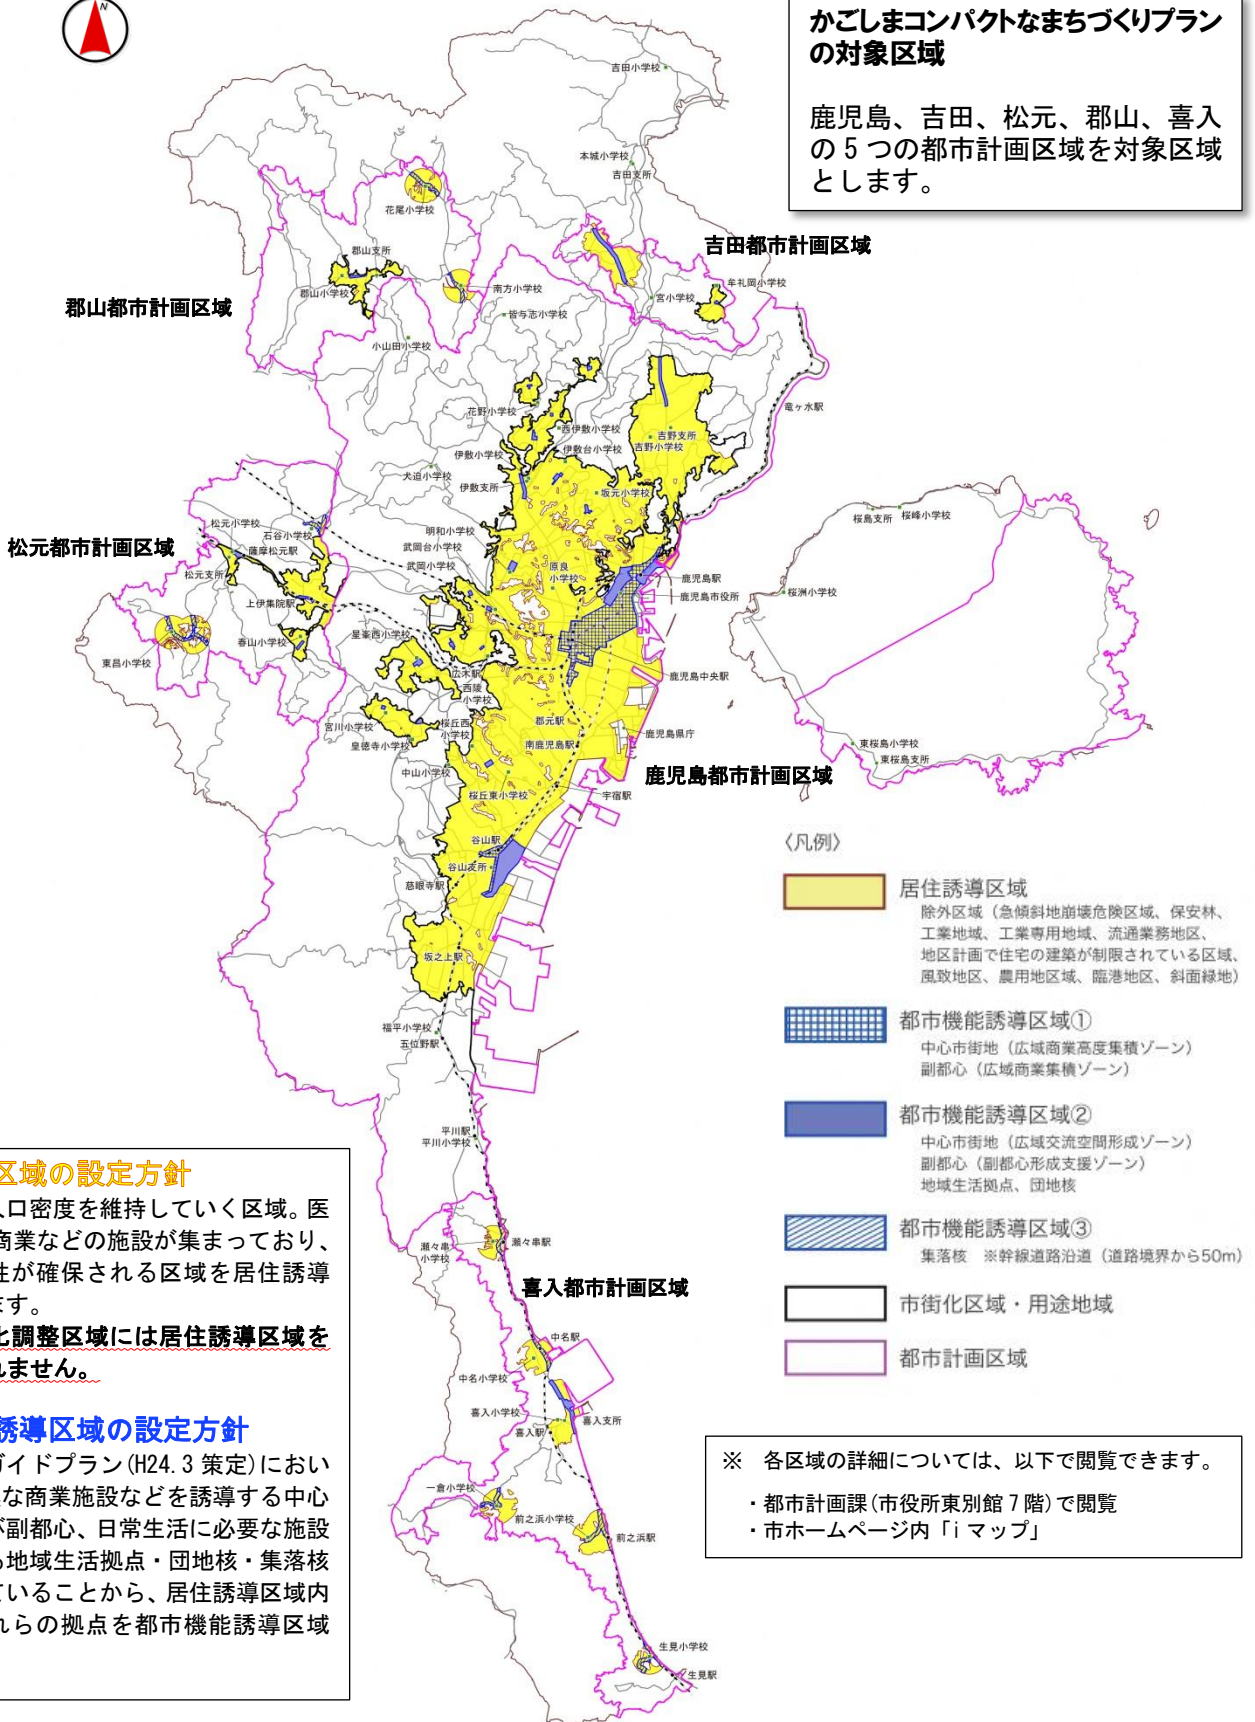 かごしまコンパクトなまちづくりプラン
の対象区域
鹿児島、吉田、松元、郡山、喜入
の5つの都市計画区域を対象区域
とします。
吉田小学校
本城小学校
吉田支所
花尾小学校
吉田都市計画区域
郡山支所
牟礼岡小学校
郡山小学校
南方小学校
宮小学校
郡山都市計画区域
皆与志小学校
小山田小学校
竜ヶ水駅
花野小学校
西伊敷小学校
吉野支所
伊敷小学校
伊敷台小学校
吉野小学校
犬迫小学校
伊敷支所
坂元小学校
松元小学校
石谷小学校
明和小学校
桜島支所
桜峰小学校
松元都市計画区域
薩摩松元駅
武岡台小学校
松元支所
武岡小学校
原良
小学校
鹿児島駅
鹿児島市役所
桜洲小学校
上伊集院駅
春山小学校
星峯西小学校
東昌小学校
広木駅
西陵
小学校
鹿児島中央駅
宮川小学校
桜丘西
小学校
郡元駅
鹿児島県庁
皇徳寺小学校
南鹿児島駅
東桜島小学校
東桜島支所
中山小学校
鹿児島都市計画区域
桜丘東小学校
宇宿駅
谷山駅
谷山支所
慈眼寺駅
坂之上駅
福平小学校
五位野駅
平川駅
平川小学校
瀬々串
小学校
瀬々串駅
喜入都市計画区域
中名駅
中名小学校
喜入小学校
喜入支所
喜入駅
一倉小学校
前之浜小学校
前之浜駅
生見小学校
生見駅
〈凡例〉
居住誘導区域
除外区域(急傾斜地崩壊危険区域、保安林、
工業地域、工業専用地域、流通業務地区、
地区計画で住宅の建築が制限されている区域、
風致地区、農用地区域、臨港地区、斜面緑地)
都市機能誘導区域①
中心市街地(広域商業高度集積ゾーン)
副都心(広域商業集積ゾーン)
都市機能誘導区域②
中心市街地(広域交流空間形成ゾーン)
副都心(副都心形成支援ゾーン)
地域生活拠点、団地核
都市機能誘導区域③
集落核 ※幹線道路沿道(道路境界から50m)
市街化区域・用途地域
都市計画区域
区域の設定方針
人口密度を維持していく区域。医
商業などの施設が集まっており、
性が確保される区域を居住誘導
ます。
化調整区域には居住誘導区域を
れません。
誘導区域の設定方針
ガイドプラン(H24.3 策定)におい
な商業施設などを誘導する中心
が副都心、日常生活に必要な施設
る地域生活拠点・団地核・集落核
ていることから、居住誘導区域内
れらの拠点を都市機能誘導区域
※ 各区域の詳細については、以下で閲覧できます。
・都市計画課(市役所東別館7階)で閲覧
・市ホームページ内「iマップ」